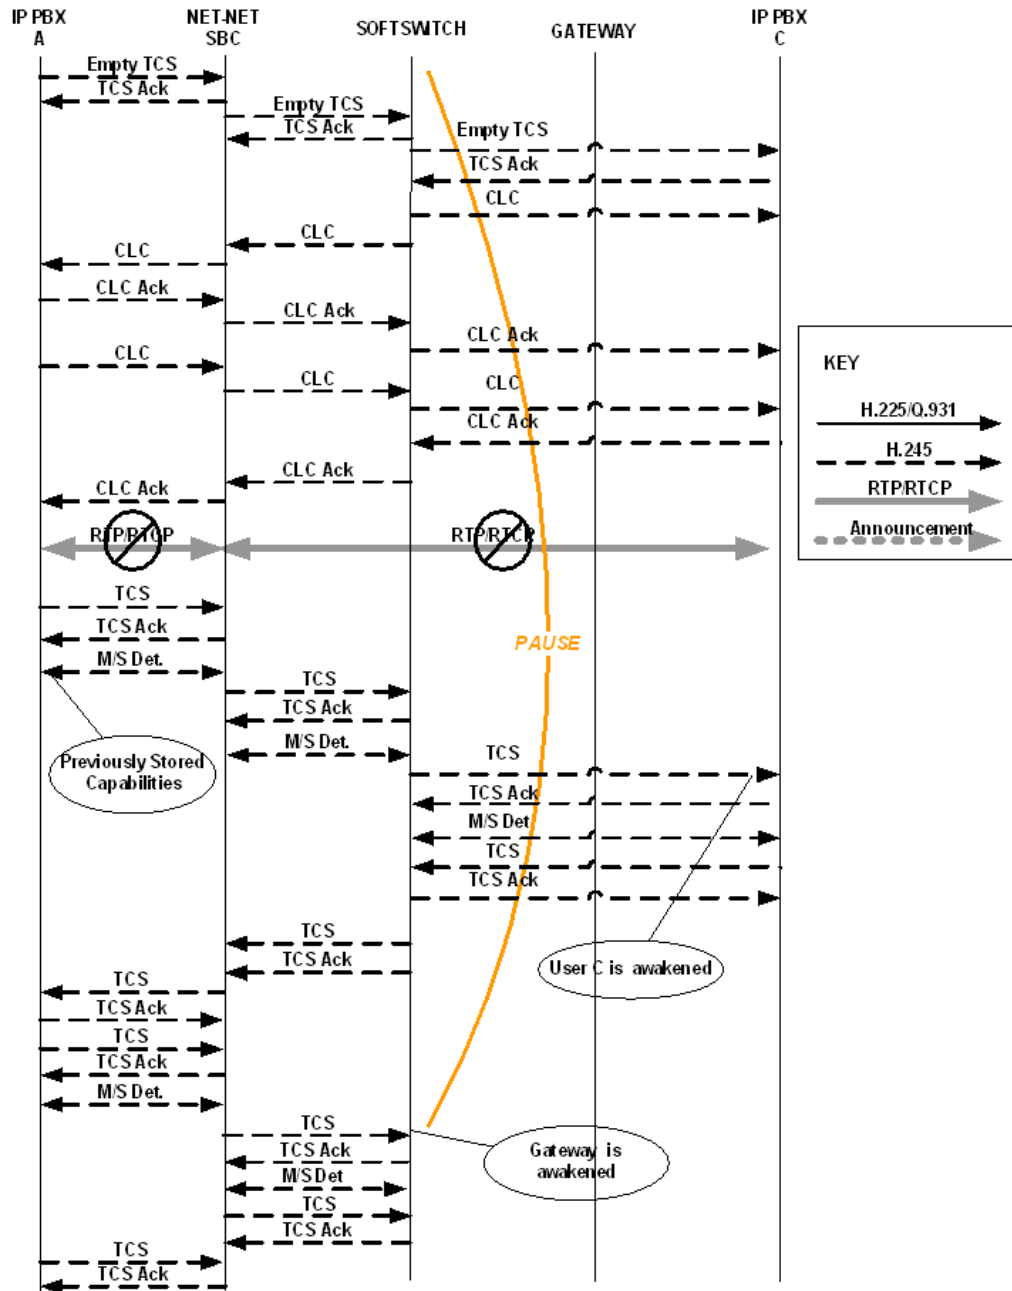 IP PBX
A
NET-NET
SBC
SOFTSWITCH
GATEWAY
IP PBX
C
Empty TCS
TCS Ack
Empty TCS
TCS Ack
Empty TCS
TCS Ack
CLC
CLC
CLC
CLC Ack
CLC Ack
CLC Ack
CLC
CLC
CLC
CLC Ack
CLC Ack
CLC Ack
RTP/RTCP
RTP/RTCP
KEY
H.225/Q.931
H.245
RTP/RTCP
Announcement
TCS
TCS Ack
M/S Det.
PAUSE
TCS
TCS Ack
M/S Det.
Previously Stored
Capabilities
TCS
TCS Ack
M/S Det
TCS
TCS Ack
User C is awakened
TCS
TCS Ack
TCS
TCS Ack
TCS
TCS Ack
M/S Det.
TCS
TCS Ack
M/S Det
TCS
TCS Ack
Gateway is
awakened
TCS
TCS Ack